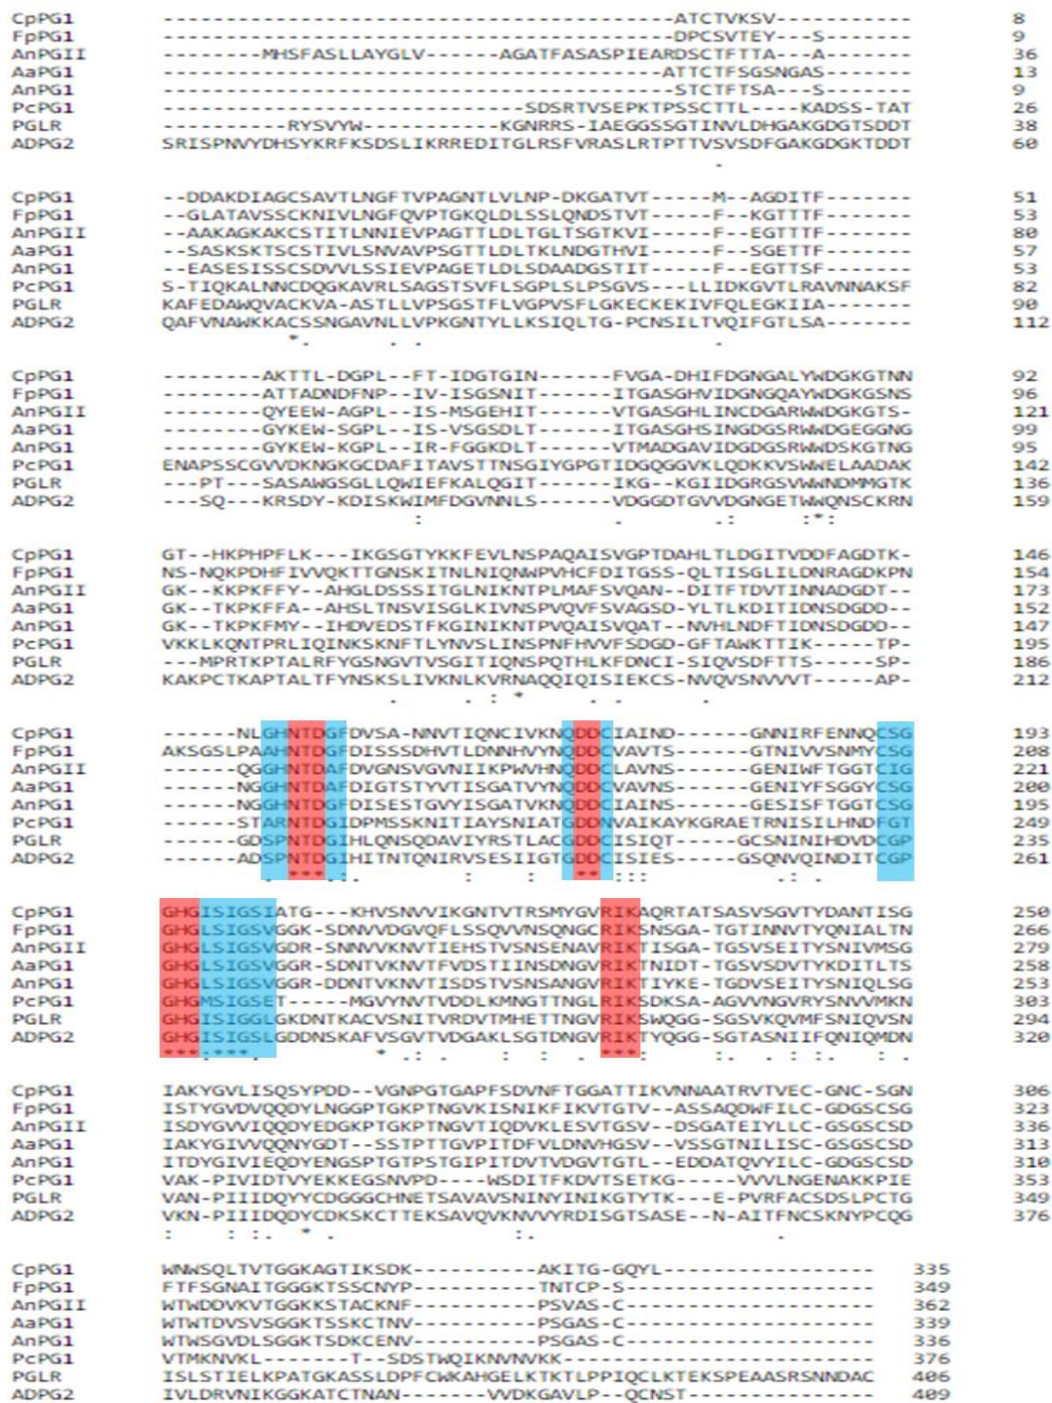 CpPG1 ----------------------------------------ATCTVKSV----------- 8
FpPG1 ----------------------------------------DPCSVTEY---S------- 9
AnPGII --------MHSFASLLAYGLV------AGATFASASPIEARDSCTFTTA---A------- 36
AaPG1 ----------------------------------------ATTCTFSGSNGAS------- 13
AnPG1 ----------------------------------------STCTFTSA---S------- 9
PcPG1 -----------------------------SDSRTVSEPKTPSSCTTL----KADSS-TAT 26
PGLR ----------RYSVYW-----------KGNRRS-IAEGGSSGTINVLDHGAKGDGTSDDT 38
ADPG2 SRISPNVYDHSYKRFKSDSLIKRREDITGLRSFVRASLRTPTTVSVSDFGAKGDGKTDDT 60
.
CpPG1 --DDAKDIAGCSAVTLNGFTVPAGNTLVLNP-DKGATVT-----M--AGDITF------- 51
FpPG1 --GLATAVSSCKNIVLNGFQVPTGKQLDLSSLQNDSTVT-----F--KGTTTF------- 53
AnPGII --AAKAGKAKCSTITLNNIEVPAGTTLDLTGLTSGTKVI-----F--EGTTTF------- 80
AaPG1 --SASKSKTSCSTIVLSNVAVPSGTTLDLTKLNDGTHVI-----F--SGETTF------- 57
AnPG1 --EASESISSCSDVVLSSIEVPAGETLDLSDAADGSTIT-----F--EGTTSF------- 53
PcPG1 S-TIQKALNNCDQGKAVRLSAGSTSVFLSGPLSLPSGVS---LLIDKGVTLRAVNNAKSF 82
PGLR KAFEDAWQVACKVA-ASTLLVPSGSTFLVGPVSFLGKECKEKIVFQLEGKIIA------- 90
ADPG2 QAFVNAWKKACSSNGAVNLLVPKGNTYLLKSIQLTG-PCNSILTVQIFGTLSA------- 112
*. . . .
CpPG1 --------AKTTL-DGPL--FT-IDGTGIN------FVGA-DHIFDGNGALYWDGKGTNN 92
FpPG1 --------ATTADNDFNP--IV-ISGSNIT------ITGASGHVIDGNGQAYWDGKGSNS 96
AnPGII --------QYEEW-AGPL--IS-MSGEHIT------VTGASGHLINCDGARWWDGKGTS- 121
AaPG1 --------GYKEW-SGPL--IS-VSGSDLT------ITGASGHSINGDGSRWWDGEGGNG 99
AnPG1 --------GYKEW-KGPL--IR-FGGKDLT------VTMADGAVIDGDGSRWWDSKGTNG 95
PcPG1 ENAPSSCGVVDKNGKGCDAFITAVSTTNSGIYGPGTIDGQGGVKLQDKKVSWWELAADAK 142
PGLR ---PT---SASAWGSGLLQWIEFKALQGIT------IKG--KGIIDGRGSVWWNDMMGTK 136
ADPG2 ---SQ---KRSDY-KDISKWIMFDGVNNLS------VDGGDTGVVDGNGETWWQNSCKRN 159
: . .: :*:
CpPG1 GT--HKPHPFLK---IKGSGTYKKFEVLNSPAQAISVGPTDAHLTLDGITVDDFAGDTK- 146
FpPG1 NS-NQKPDHFIVVQKTTGNSKITNLNIQNWPVHCFDITGSS-QLTISGLILDNRAGDKPN 154
AnPGII GK--KKPKFFY--AHGLDSSSITGLNIKNTPLMAFSVQAN--DITFTDVTINNADGDT-- 173
AaPG1 GK--TKPKFFA--AHSLTNSVISGLKIVNSPVQVFSVAGSD-YLTLKDITIDNSDGDD-- 152
AnPG1 GK--TKPKFMY--IHDVEDSTFKGINIKNTPVQAISVQAT--NVHLNDFTIDNSDGDD-- 147
PcPG1 VKKLKQNTPRLIQINKSKNFTLYNVSLINSPNFHVVFSDGD-GFTAWKTTIK----TP- 195
PGLR ---MPRTKPTALRFYGSNGVTVSGITIQNSPQTHLKFDNCI-SIQVSDFTTS----SP- 186
ADPG2 KAKPCTKAPTALTFYNSKSLIVKNLKVRNAQQIQISIEKCS-NVQVSNVVVT----AP- 212
. . : * . . .
CpPG1 ------NLGHNTDGFDVSA-NNVTIQNCIVKNQDDCIAIND------GNNIRFENNQCSG 193
FpPG1 AKSGSLPAAHNTDGFDISSSDHVTLDNNHVYNQDDCVAVTS------GTNIVVSNMYCSG 208
AnPGII ------QGGHNTDAFDVGNSVGVNIIKPWVHNQDDCLAVNS------GENIWFTGGTCIG 221
AaPG1 ------NGGHNTDAFDIGTSTYVTISGATVYNQDDCVAVNS------GENIYFSGGYCSG 200
AnPG1 ------NGGHNTDGFDISESTGVYISGATVKNQDDCIAINS------GESISFTGGTCSG 195
PcPG1 ------STARNTDGIDPMSSKNITIAYSNIATGDDNVAIKAYKGRAETRNISILHNDFGT 249
PGLR ------GDSPNTDGIHLQNSQDAVIYRSTLACGDDCISIQT------GCSNINIHDVDCGP 235
ADPG2 ------ADSPNTDGIHITNTQNIRVSESIIGTGDDCISIES------GSQNVQINDITCGP 261
. ***.:. : : . ** ::: .: .
CpPG1 GHGISIGSIATG---KHVSNVVIKGNTVTRSMYGVRIKAQRTATSASVSGVTYDANTISG 250
FpPG1 GHGLSIGSVGGK-SDNVVDGVQFLSSQVVNSQNGCRIKSNSGA-TGTINNVTYQNIALTN 266
AnPGII GHGLSIGSVGDR-SNNVVKNVTIEHSTVSNSENAVRIKTISGA-TGSVSEITYSNIVMSG 279
AaPG1 GHGLSIGSVGGR-SDNTVKNVTFVDSTIINSDNGVRIKTNIDT-TGSVSDVTYKDITLTS 258
AnPG1 GHGLSIGSVGGR-DDNTVKNVTISDSTVSNSANGVRIKTIYKE-TGDVSEITYSNIQLSG 253
PcPG1 GHGMSIGSET-----MGVYNVTVDDLKMNGTTNGLRIKSDKSA-AGVVNGVRYSNVVMKN 303
PGLR GHGISIGGLGKDNTKACVSNITVRDVTMHETTNGVRIKSWQGG-SGSVKQVMFSNIQVSN 294
ADPG2 GHGISIGSLGDDNSKAFVSGVTVDGAKLSGTDNGVRIKTYQGG-SGTASNIIFQNIQMDN 320
***:***. * .: . : : . *** :. . : :. : .
CpPG1 IAKYGVLISQSYPDD--VGNPGTGAPFSDVNFTGGATTIKVNNAATRVTVEC-GNC-SGN 306
FpPG1 ISTYGVDVQQDYLNGGPTGKPTNGVKISNIKFIKVTGTV--ASSAQDWFILC-GDGSCSG 323
AnPGII ISDYGVVIQQDYEDGKPTGKPTNGVTIQDVKLESVTGSV--DSGATEIYLLC-GSGSCSD 336
AaPG1 IAKYGIVVQQNYGDT--SSTPTTGVPITDFVLDNVHGSV--VSSGTNILISC-GSGSCSD 313
AnPG1 ITDYGIVIEQDYENGSPTGTPSTGIPITDVTVDGVTGTL--EDDATQVYILC-GDGSCSD 310
PcPG1 VAK-PIVIDTVYEKKEGSNVPD----WSDITFKDVTSETKG-----VVVLNGENAKKPIE 353
PGLR VAN-PIIIDQYYCDGGGCHNETSAVAVSNINYINIKGTYTK---E-PVRFACSDSLPCTG 349
ADPG2 VKN-PIIIDQDYCDKSKCTTEKSAVQVKNVVYRDISGTSASE--N-AITFNCSKNYPCQG 376
: : :. * . :. .
CpPG1 WNWSQLTVTGGKAGTIKSDK----------AKITG-GQYL----------------- 335
FpPG1 FTFSGNAITGGGKTSSCNYP----------TNTCP-S-------------------- 349
AnPGII WTWDDVKVTGGKKSTACKNF----------PSVAS-C-------------------- 362
AaPG1 WTWTDVSVSGGKTSSKCTNV----------PSGAS-C-------------------- 339
AnPG1 WTWSGVDLSGGKTSDKCENV----------PSGAS-C-------------------- 336
PcPG1 VTMKNVKL-------T--SDSTWQIKNVNVKK------------------------- 376
PGLR ISLSTIELKPATGKASSLDPFCWKAHGELKTKTLPPIQCLKTEKSPEAASRSNNDAC 406
ADPG2 IVLDRVNIKGGKATCTNAN-------VVDKGAVLP--QCNST--------------- 409